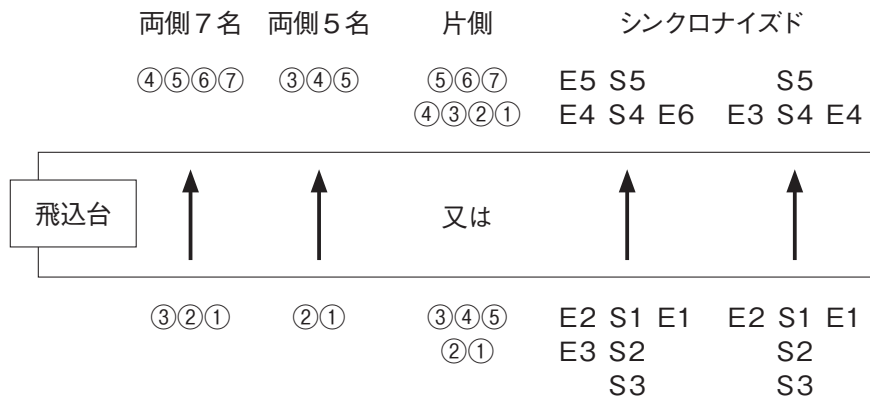 両側7名 両側5名 片側 シンクロナイズド
④⑤⑥⑦ ③④⑤ ⑤⑥⑦ E5 S5 S5
④③②① E4 S4 E6 E3 S4 E4
飛込台 又は
③②① ②① ③④⑤ E2 S1 E1 E2 S1 E1
②① E3 S2 S2
S3 S3